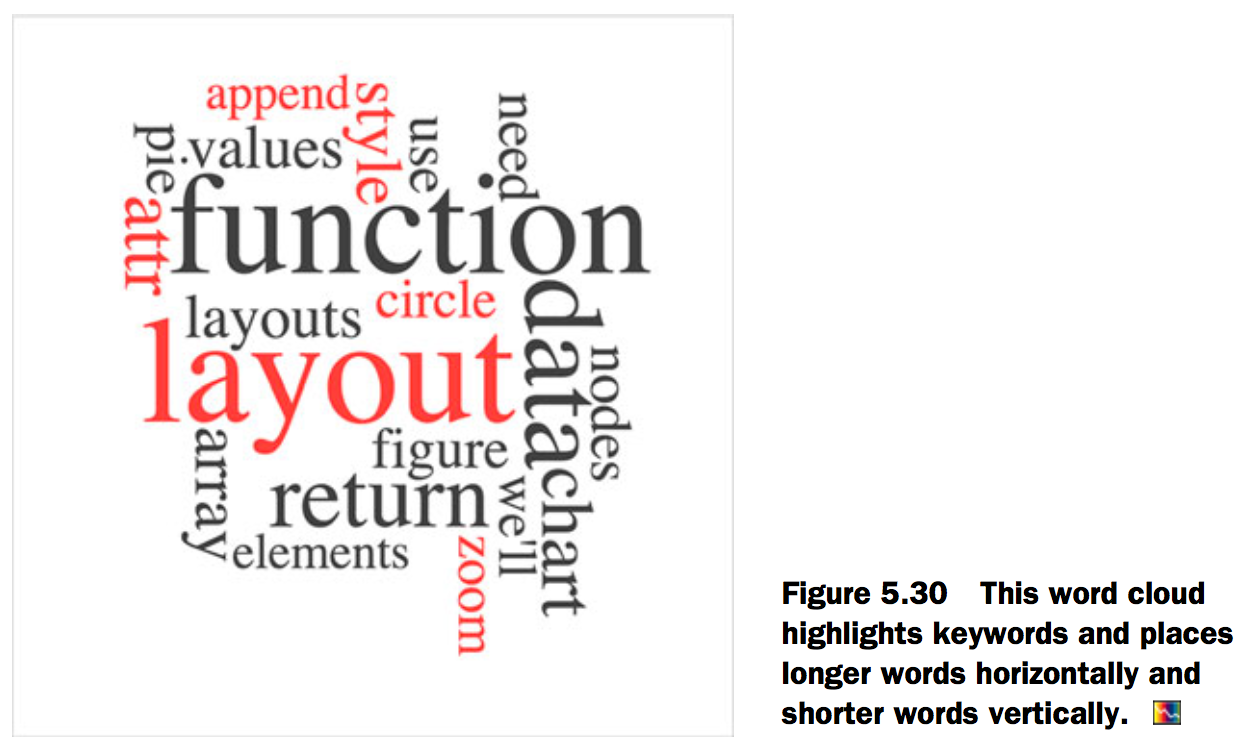 append
style
use
need
pie
values
function
attr
layouts
circle
data
layout
nodes
array
figure
return
we'll
chart
elements
zoom
Figure 5.30 This word cloud
highlights keywords and places
longer words horizontally and
shorter words vertically.